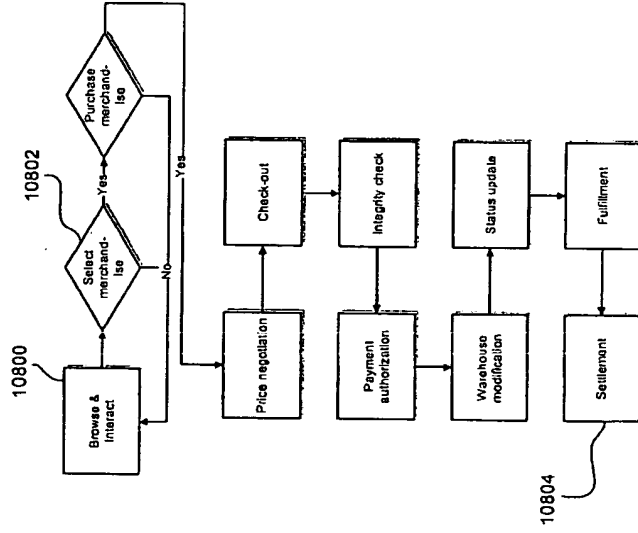 10800
10802
Browse &
Interact
Select
merchand-
ise
Yes
Purchase
merchand-
ise
No
Yes
Price negotiation
Check-out
Payment
authorization
Integrity check
Warehouse
modification
Status update
Settlement
Fulfillment
10804